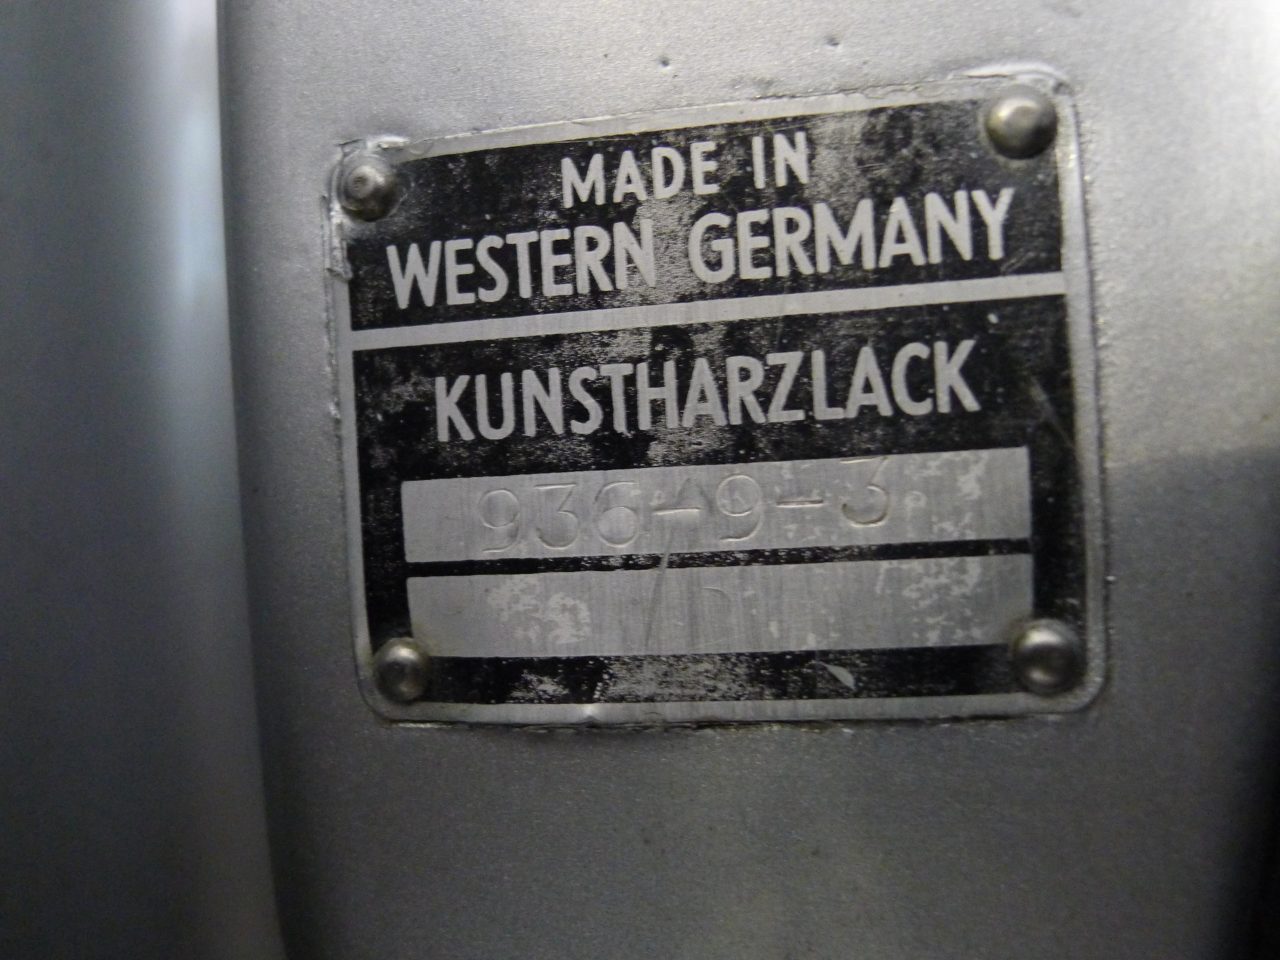 MADE IN
WESTERN GERMANY
KUNSTHARZLACK
936-9-3
D